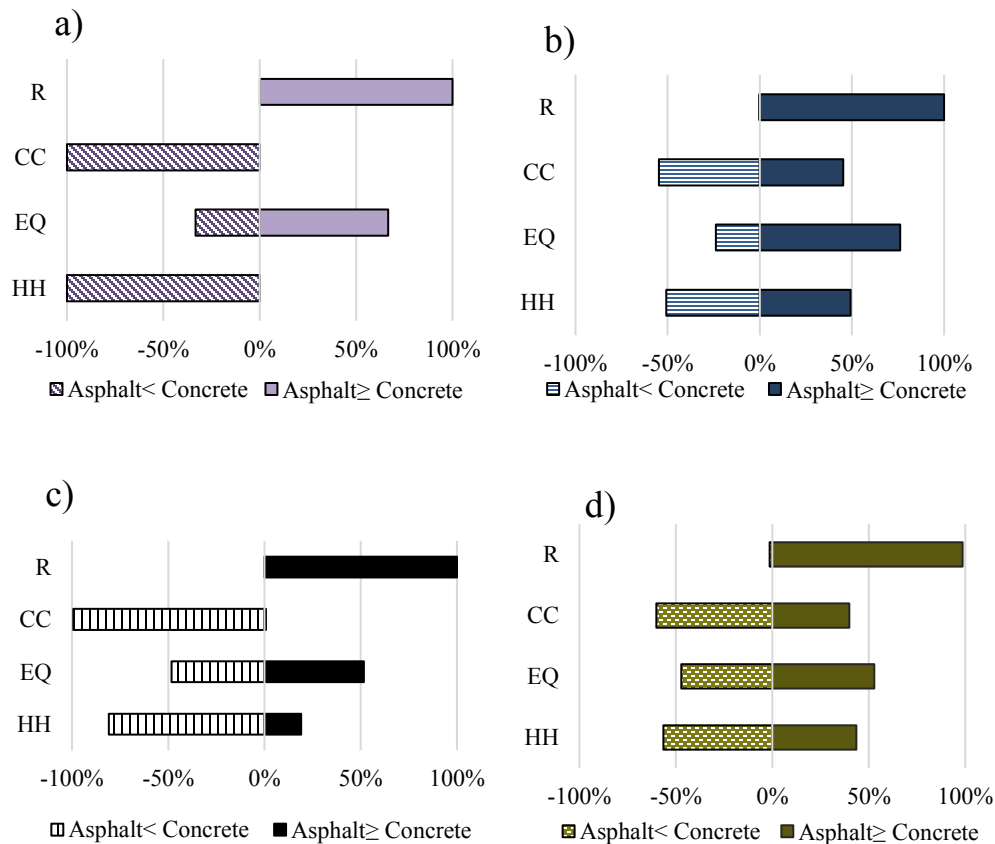 a)
R
CC
EQ
HH
-100% -50% 0% 50% 100%
Asphalt< Concrete Asphalt≥ Concrete
b)
R
CC
EQ
HH
-100% -50% 0% 50% 100%
Asphalt< Concrete Asphalt≥ Concrete
c)
R
CC
EQ
HH
-100% -50% 0% 50% 100%
Asphalt< Concrete Asphalt≥ Concrete
d)
R
CC
EQ
HH
-100% -50% 0% 50% 100%
Asphalt< Concrete Asphalt≥ Concrete